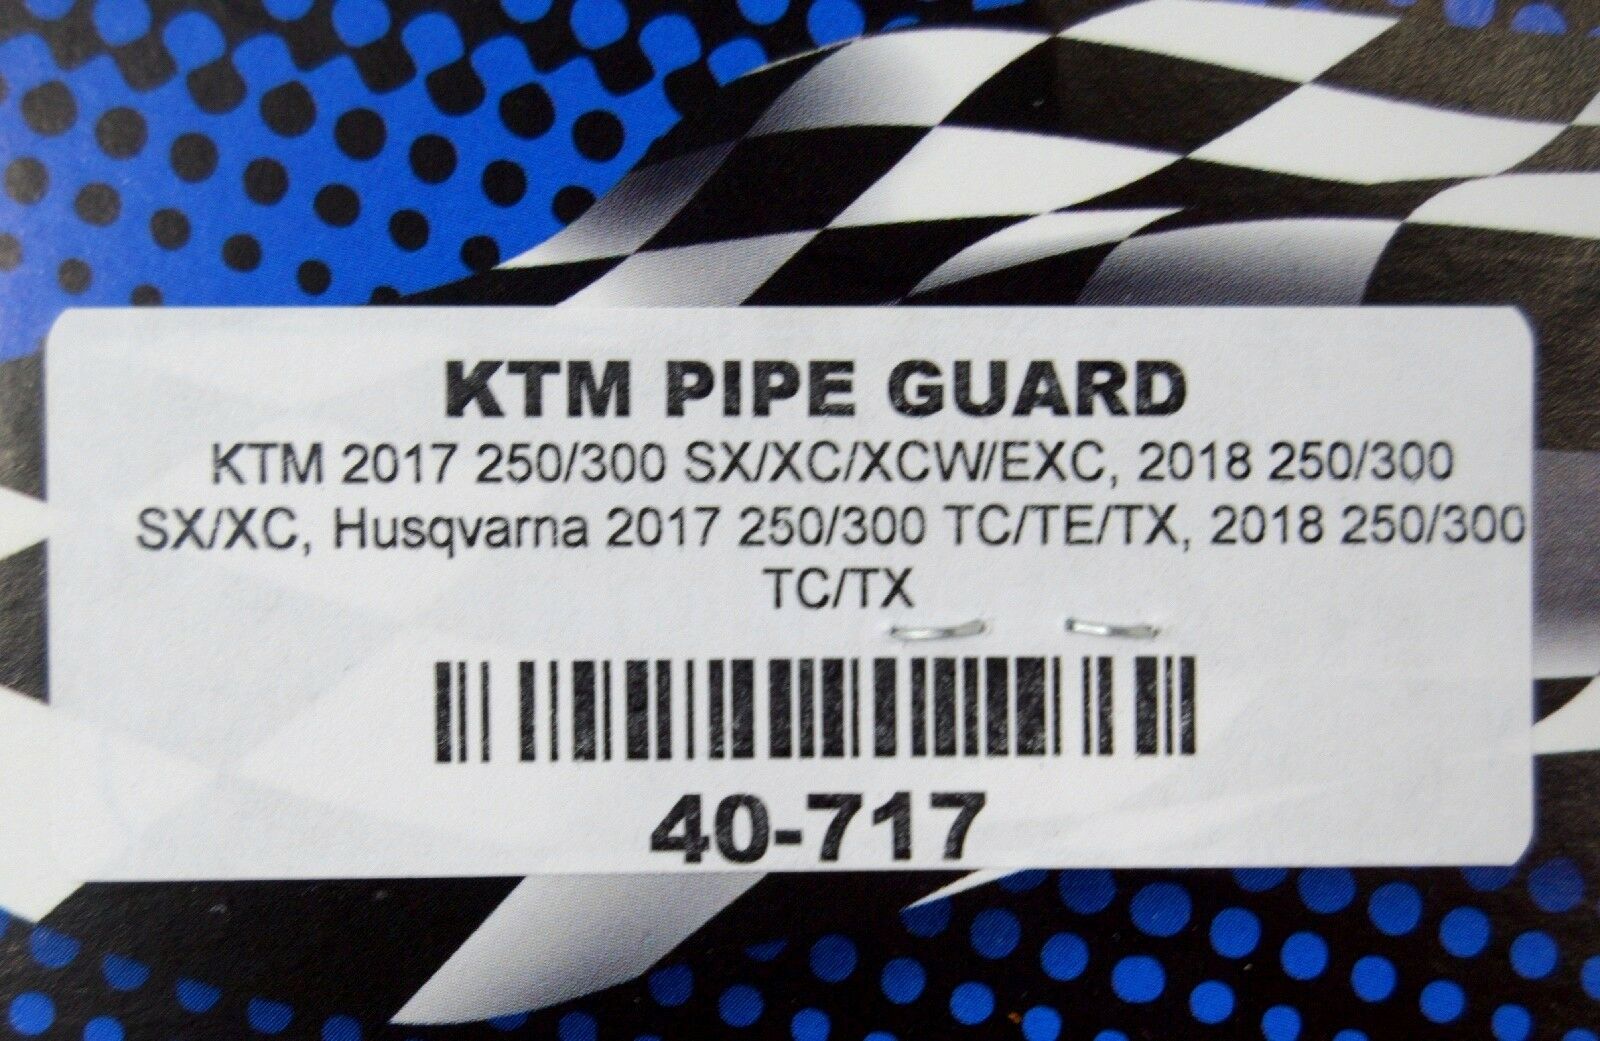 KTM PIPE GUARD
KTM 2017 250/300 SX/XC/XCW/EXC, 2018 250/300
SX/XC, Husqvarna 2017 250/300 TC/TE/TX, 2018 250/300
TC/TX
40-717